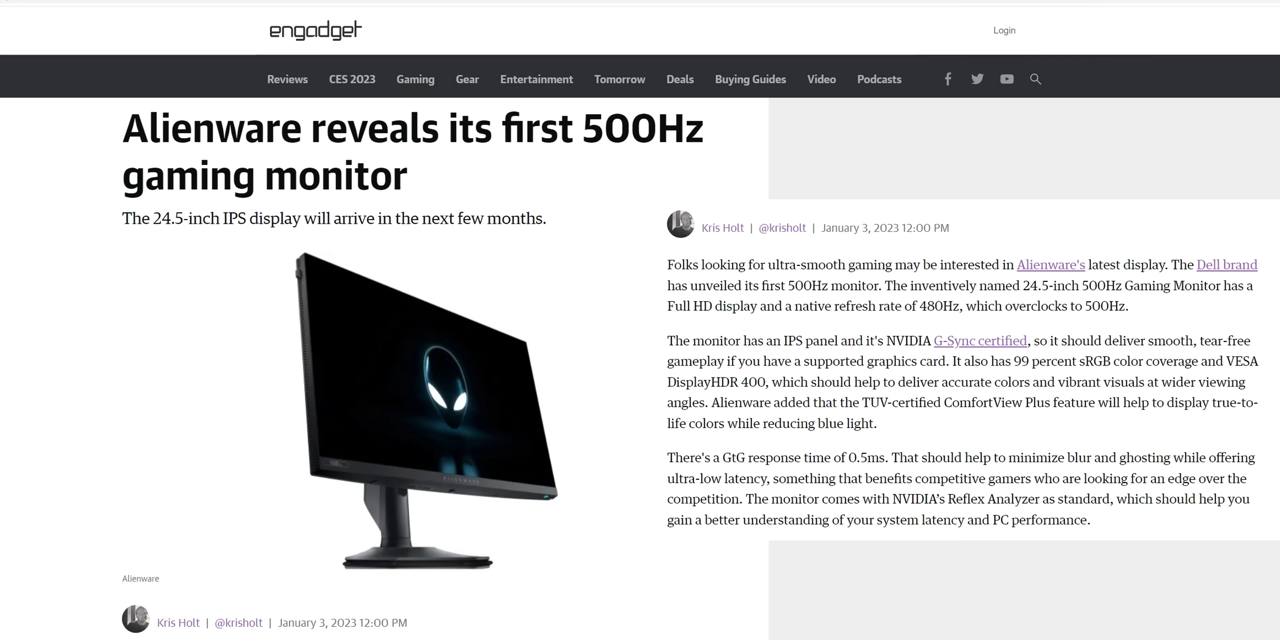 engadget
Login
Reviews CES 2023 Gaming Gear Entertainment Tomorrow Deals Buying Guides Video Podcasts
Alienware reveals its first 500Hz
gaming monitor
The 24.5-inch IPS display will arrive in the next few months.
Alienware
Kris Holt | @krisholt | January 3, 2023 12:00 PM
Kris Holt | @krisholt | January 3, 2023 12:00 PM
Folks looking for ultra-smooth gaming may be interested in Alienware's latest display. The Dell brand
has unveiled its first 500Hz monitor. The inventively named 24.5-inch 500Hz Gaming Monitor has a
Full HD display and a native refresh rate of 480Hz, which overclocks to 500Hz.
The monitor has an IPS panel and it's NVIDIA G-Sync certified, so it should deliver smooth, tear-free
gameplay if you have a supported graphics card. It also has 99 percent sRGB color coverage and VESA
DisplayHDR 400, which should help to deliver accurate colors and vibrant visuals at wider viewing
angles. Alienware added that the TUV-certified ComfortView Plus feature will help to display true-to-
life colors while reducing blue light.
There's a GtG response time of 0.5ms. That should help to minimize blur and ghosting while offering
ultra-low latency, something that benefits competitive gamers who are looking for an edge over the
competition. The monitor comes with NVIDIA's Reflex Analyzer as standard, which should help you
gain a better understanding of your system latency and PC performance.